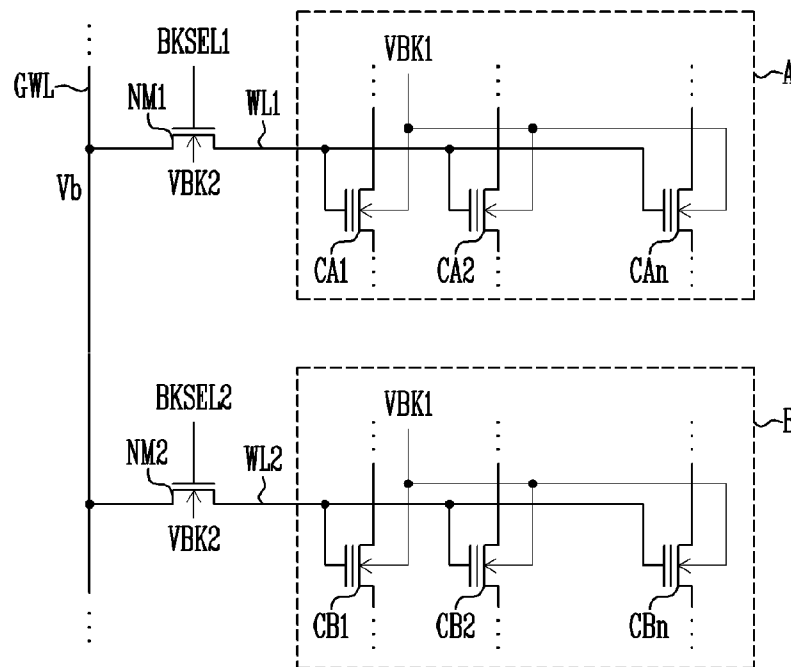 BKSEL1
VBK1
A
GWL
NM1
WL1
VBK2
Vb
CA1
CA2
CAn
BKSEL2
VBK1
NM2
WL2
VBK2
CB1
CB2
CBn